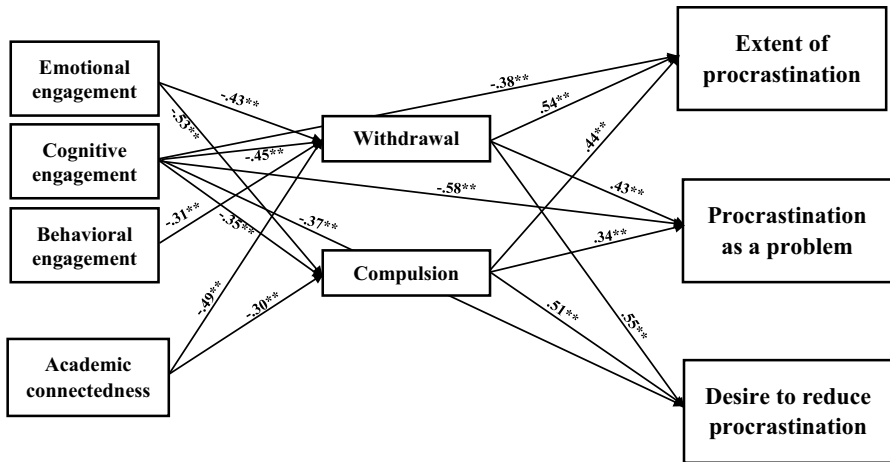 Emotional
engagement
Cognitive
engagement
Behavioral
engagement
Academic
connectedness
-.43**
-.53**
-.38**
-.45**
-.31**
-.35**
-.37**
-.58**
-.49**
-.30**
Withdrawal
Compulsion
.54**
.44**
.43**
.34**
.51**
.55**
Extent of
procrastination
Procrastination
as a problem
Desire to reduce
procrastination